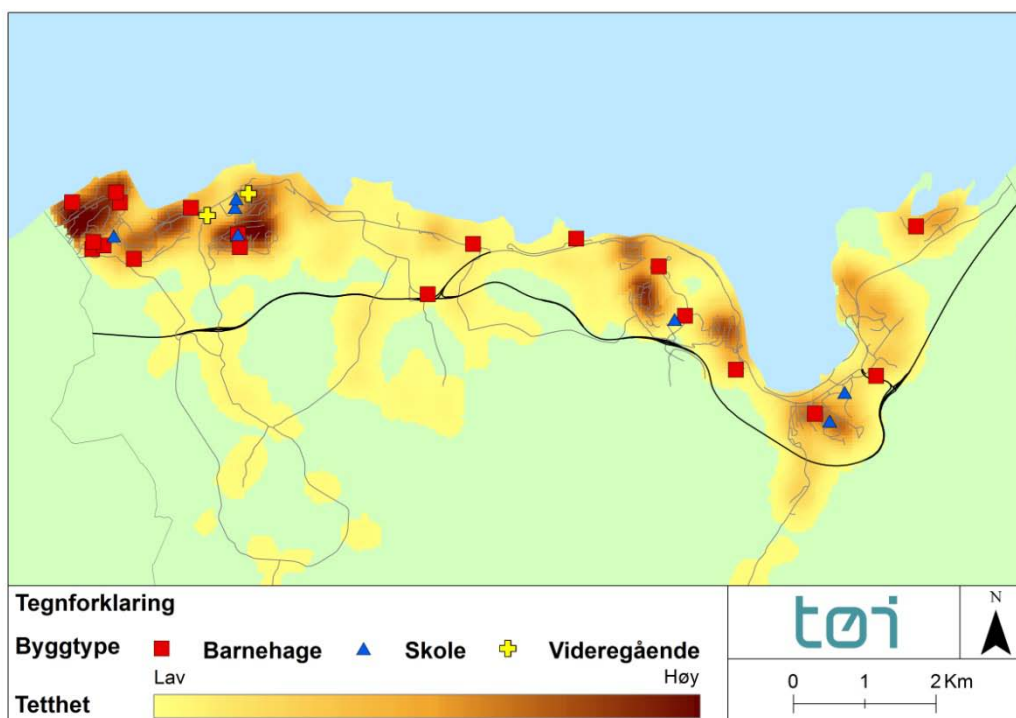 Tegnforklaring
Byggtype Barnehage Skole Videregående
Lav Høy
Tetthet
tøi
N
0 1 2 Km